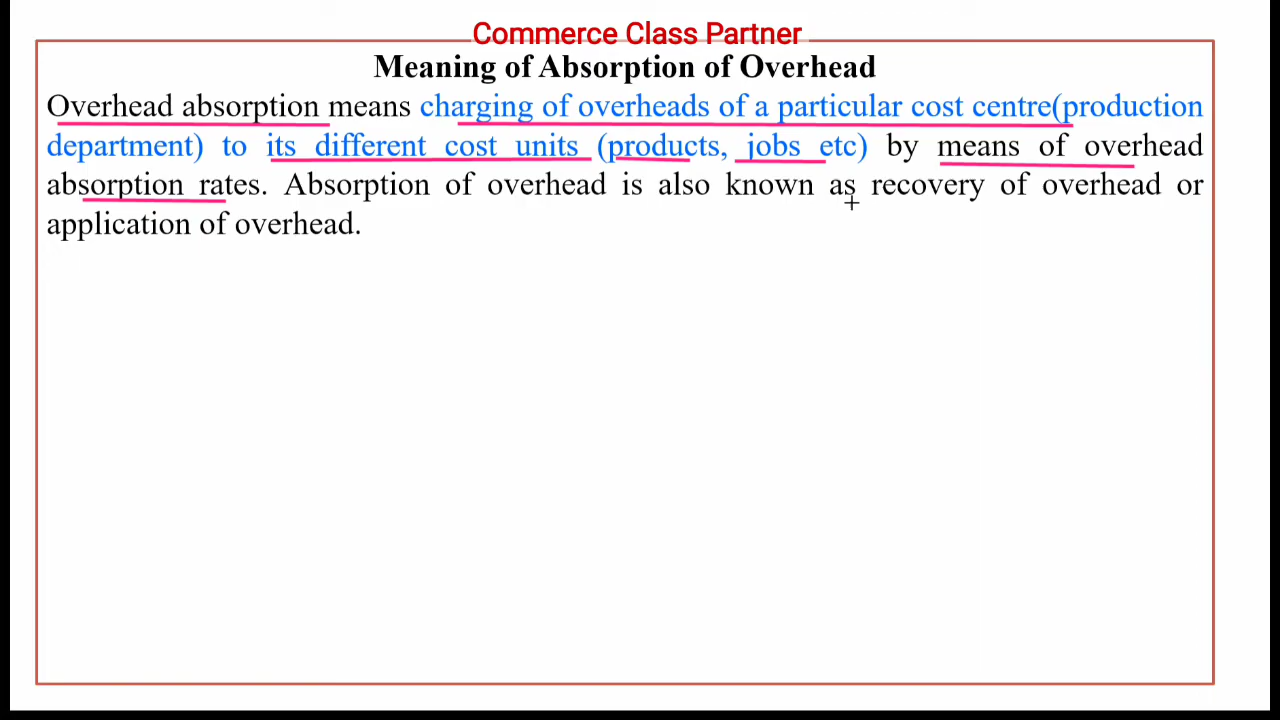 Commerce Class Partner
Meaning of Absorption of Overhead
Overhead absorption means charging of overheads of a particular cost centre(production
department) to its different cost units (products, jobs etc) by means of overhead
absorption rates. Absorption of overhead is also known as recovery of overhead or
application of overhead.